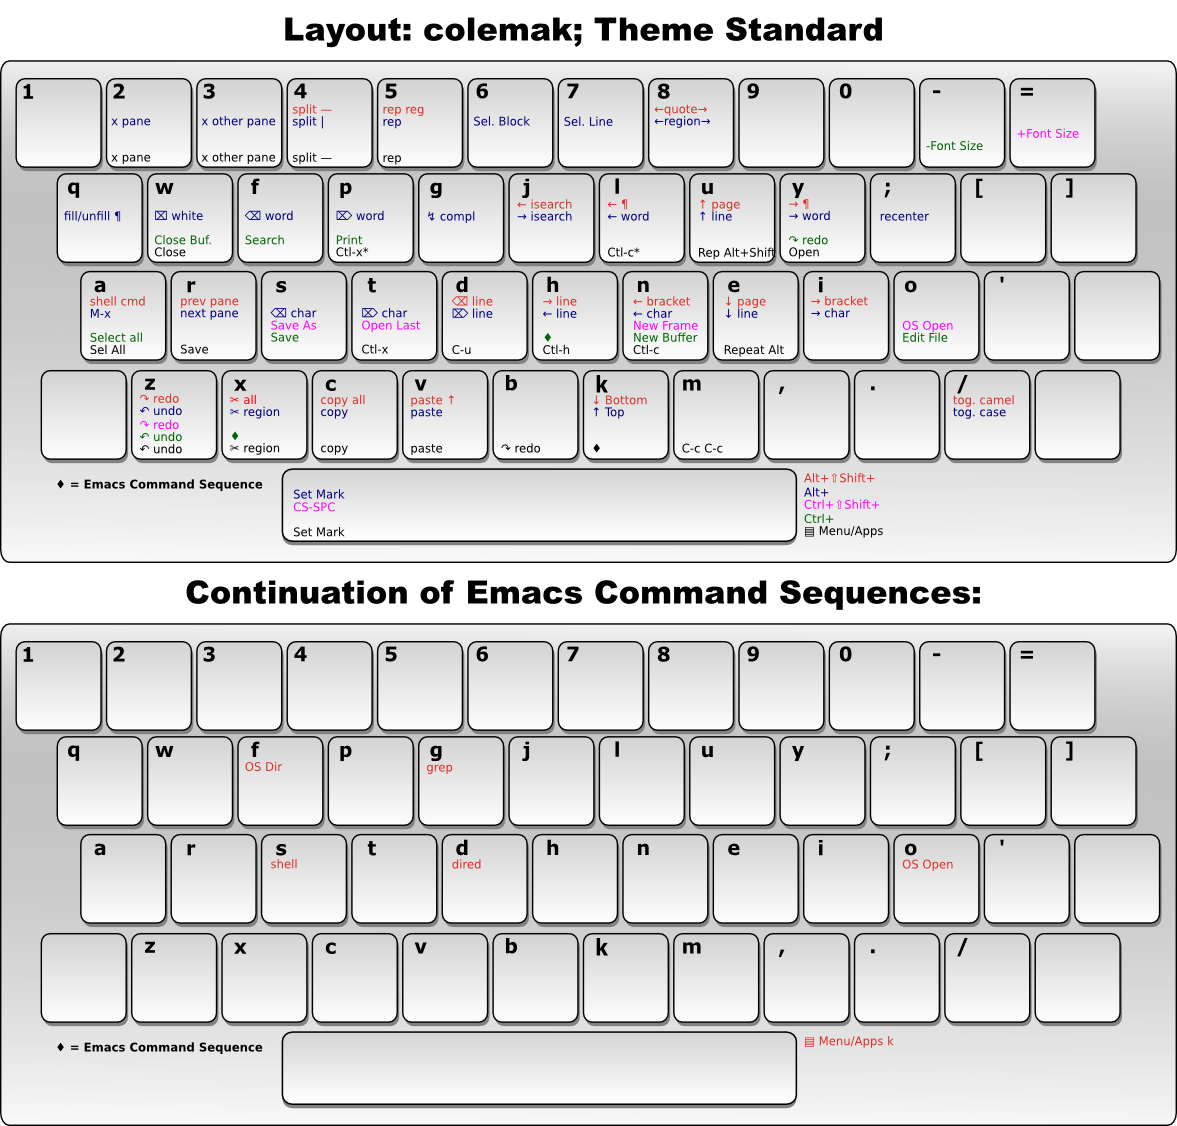 Layout: colemak; Theme Standard
1 2 3 4 5 6 7 8 9 0 - =
split — rep reg ←quote→
x pane x other pane split | rep Sel. Block Sel. Line ←region→
+Font Size
-Font Size
x pane x other pane split — rep
q w f p g j l u y ; [ ]
← isearch ← ¶ ↑ page → ¶
fill/unfill ¶ ⌧ white ⌫ word ⌦ word ↯ compl → isearch ← word ↑ line → word recenter
Close Buf. Search Print ↷ redo
Close Ctl-x* Ctl-c* Rep Alt+Shift Open
a r s t d h n e i o '
shell cmd prev pane ⌫ line → line ← bracket ↓ page → bracket
M-x next pane ⌫ char ⌦ char ⌦ line ← line ← char ↓ line → char
Save As Open Last New Frame OS Open
Select all Save ♦ New Buffer Edit File
Sel All Save Ctl-x C-u Ctl-h Ctl-c Repeat Alt
z x c v b k m , . /
↷ redo ✂ all copy all paste ↑ ↓ Bottom tog. camel
↶ undo ✂ region copy paste ↑ Top tog. case
↷ redo
↶ undo ♦
↶ undo ✂ region copy paste ↷ redo ♦ C-c C-c
♦ = Emacs Command Sequence
Set Mark
CS-SPC
Set Mark
Alt+⇧Shift+
Alt+
Ctrl+⇧Shift+
Ctrl+
▤ Menu/Apps
Continuation of Emacs Command Sequences:
1 2 3 4 5 6 7 8 9 0 - =
q w f p g j l u y ; [ ]
OS Dir grep
a r s t d h n e i o '
shell dired OS Open
z x c v b k m , . /
♦ = Emacs Command Sequence
▤ Menu/Apps k